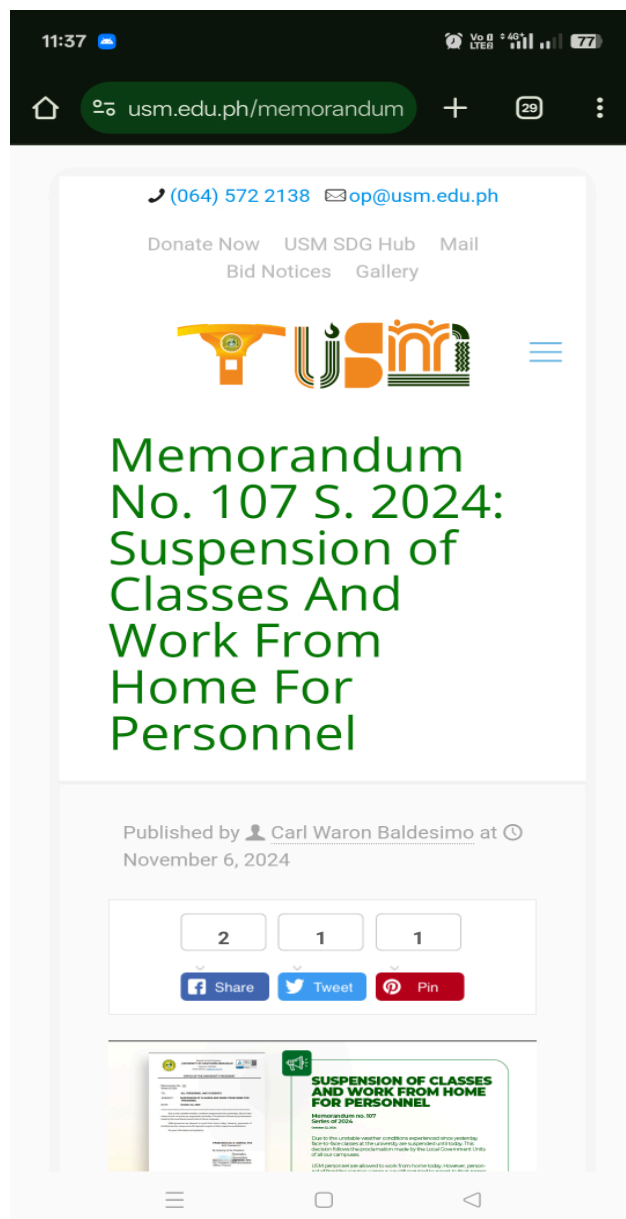 11:37
Vo
LTE
4G+
77
usm.edu.ph/memorandum
29
(064) 572 2138 op@usm.edu.ph
Donate Now USM SDG Hub Mail
Bid Notices Gallery
USM
Memorandum
No. 107 S. 2024:
Suspension of
Classes And
Work From
Home For
Personnel
Published by Carl Waron Baldesimo at
November 6, 2024
2 1 1
Share Tweet Pin
SUSPENSION OF CLASSES
AND WORK FROM HOME
FOR PERSONNEL
Memorandum no. 107
Series of 2024
Due to the unstable weather conditions experienced since yesterday,
face-to-face classes at the university are suspended until today. This
decision follows the proclamation made by the Local Government Units
of all our campuses.
USM personnel are allowed to work from home today. However, person-